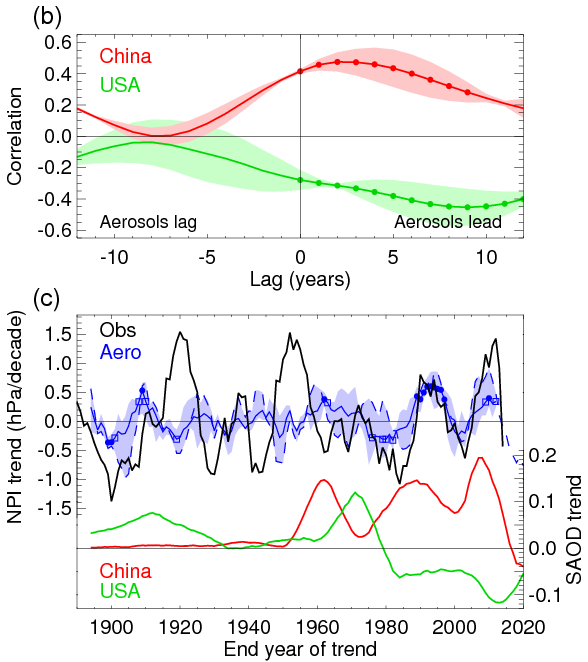 (b)
0.6
0.4
0.2
0.0
-0.2
-0.4
-0.6
Correlation
China
USA
Aerosols lag
Aerosols lead
-10
-5
0
5
10
Lag (years)
(c)
1.5
1.0
0.5
0.0
-0.5
-1.0
-1.5
NPI trend (hPa/decade)
Obs
Aero
0.2
0.1
0.0
-0.1
SAOD trend
China
USA
1900
1920
1940
1960
1980
2000
2020
End year of trend